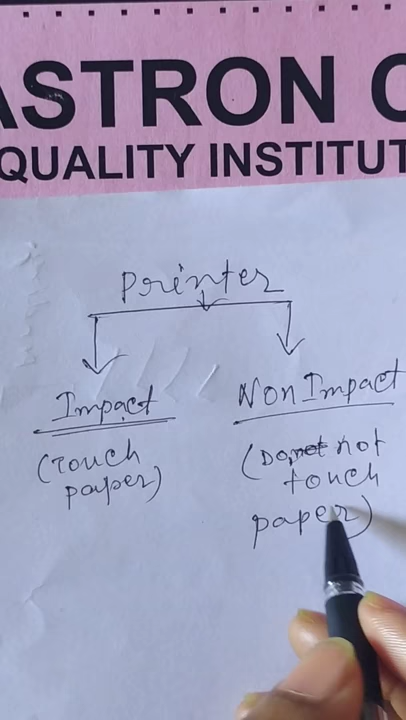 ASTRON C
QUALITY INSTITUT
Printer
Impact
(Touch
paper)
Non Impact
(Do not
touch
paper)